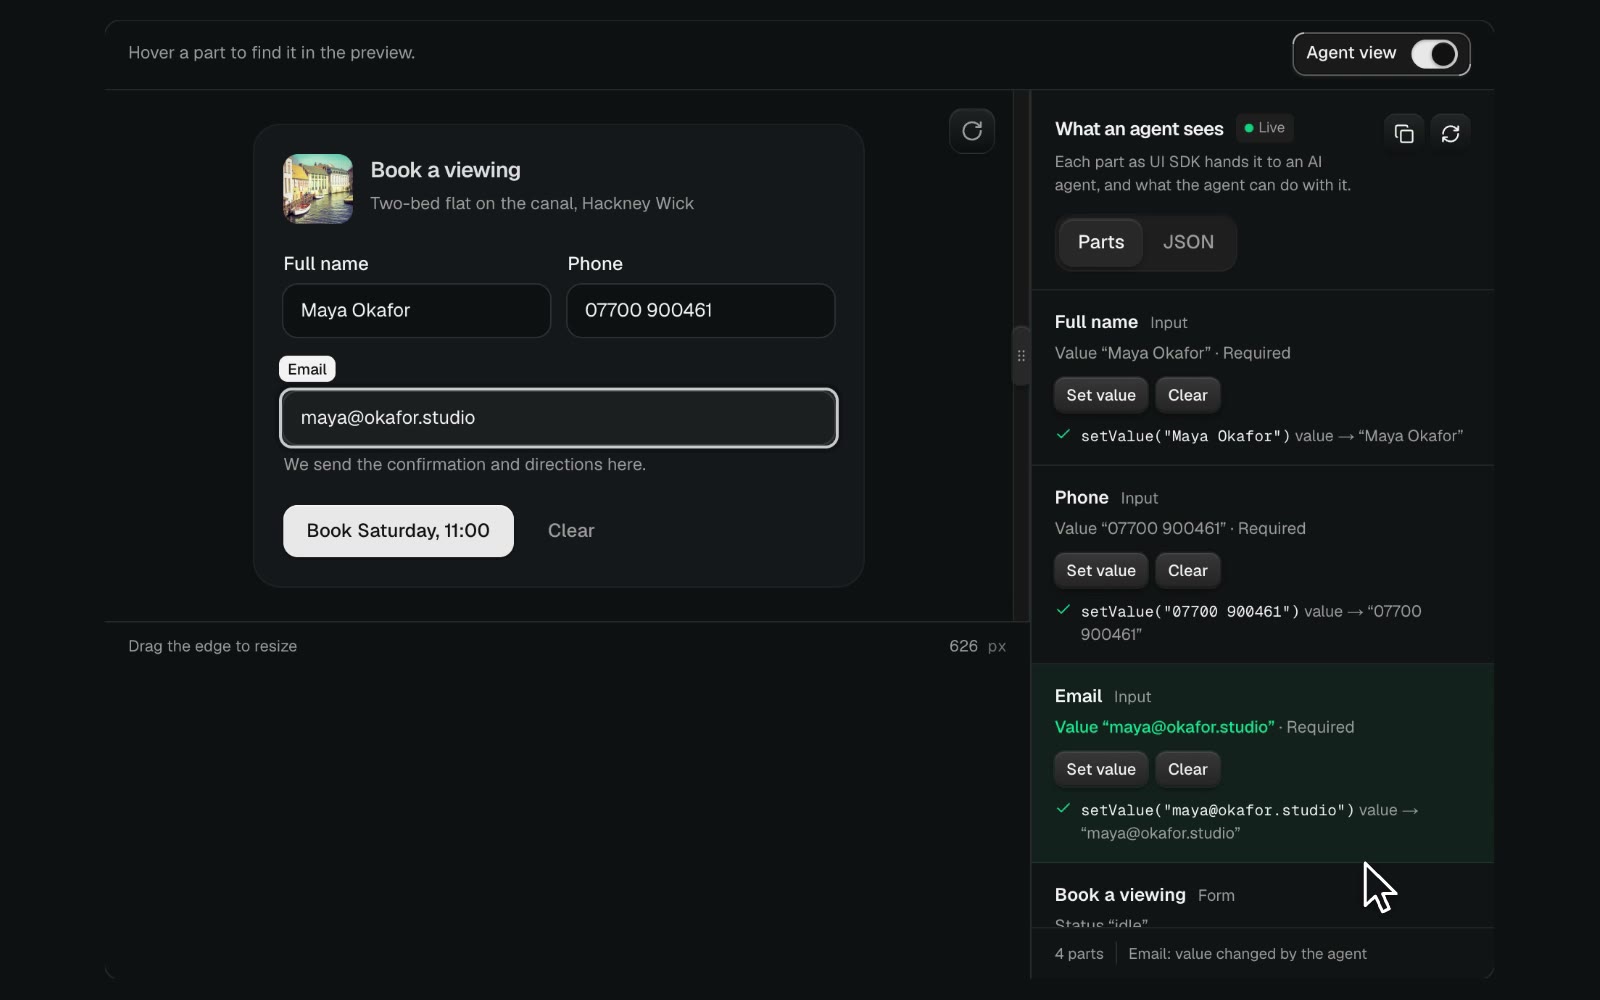 Hover a part to find it in the preview.
Agent view
Book a viewing
Two-bed flat on the canal, Hackney Wick
Full name
Phone
Maya Okafor
07700 900461
Email
maya@okafor.studio
We send the confirmation and directions here.
Book Saturday, 11:00
Clear
Drag the edge to resize
626 px
What an agent sees
Live
Each part as UI SDK hands it to an AI
agent, and what the agent can do with it.
Parts
JSON
Full name Input
Value “Maya Okafor” · Required
Set value
Clear
setValue("Maya Okafor") value → “Maya Okafor”
Phone Input
Value “07700 900461” · Required
Set value
Clear
setValue("07700 900461") value → “07700
900461”
Email Input
Value “maya@okafor.studio” · Required
Set value
Clear
setValue("maya@okafor.studio") value →
“maya@okafor.studio”
Book a viewing Form
Status “idle”
4 parts
Email: value changed by the agent